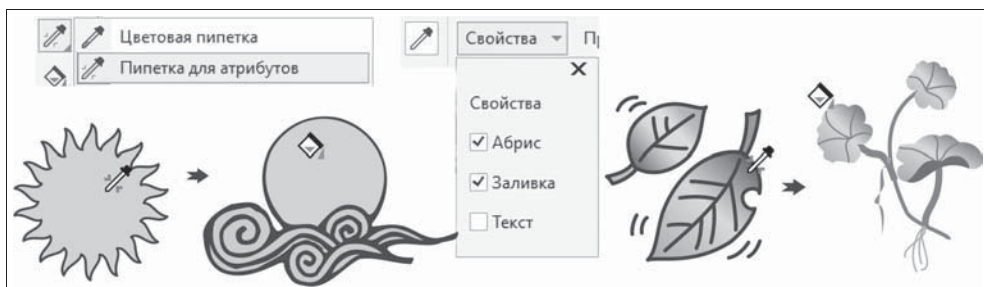 Цветовая пипетка
Пипетка для атрибутов
Свойства
Свойства
Абрис
Заливка
Текст